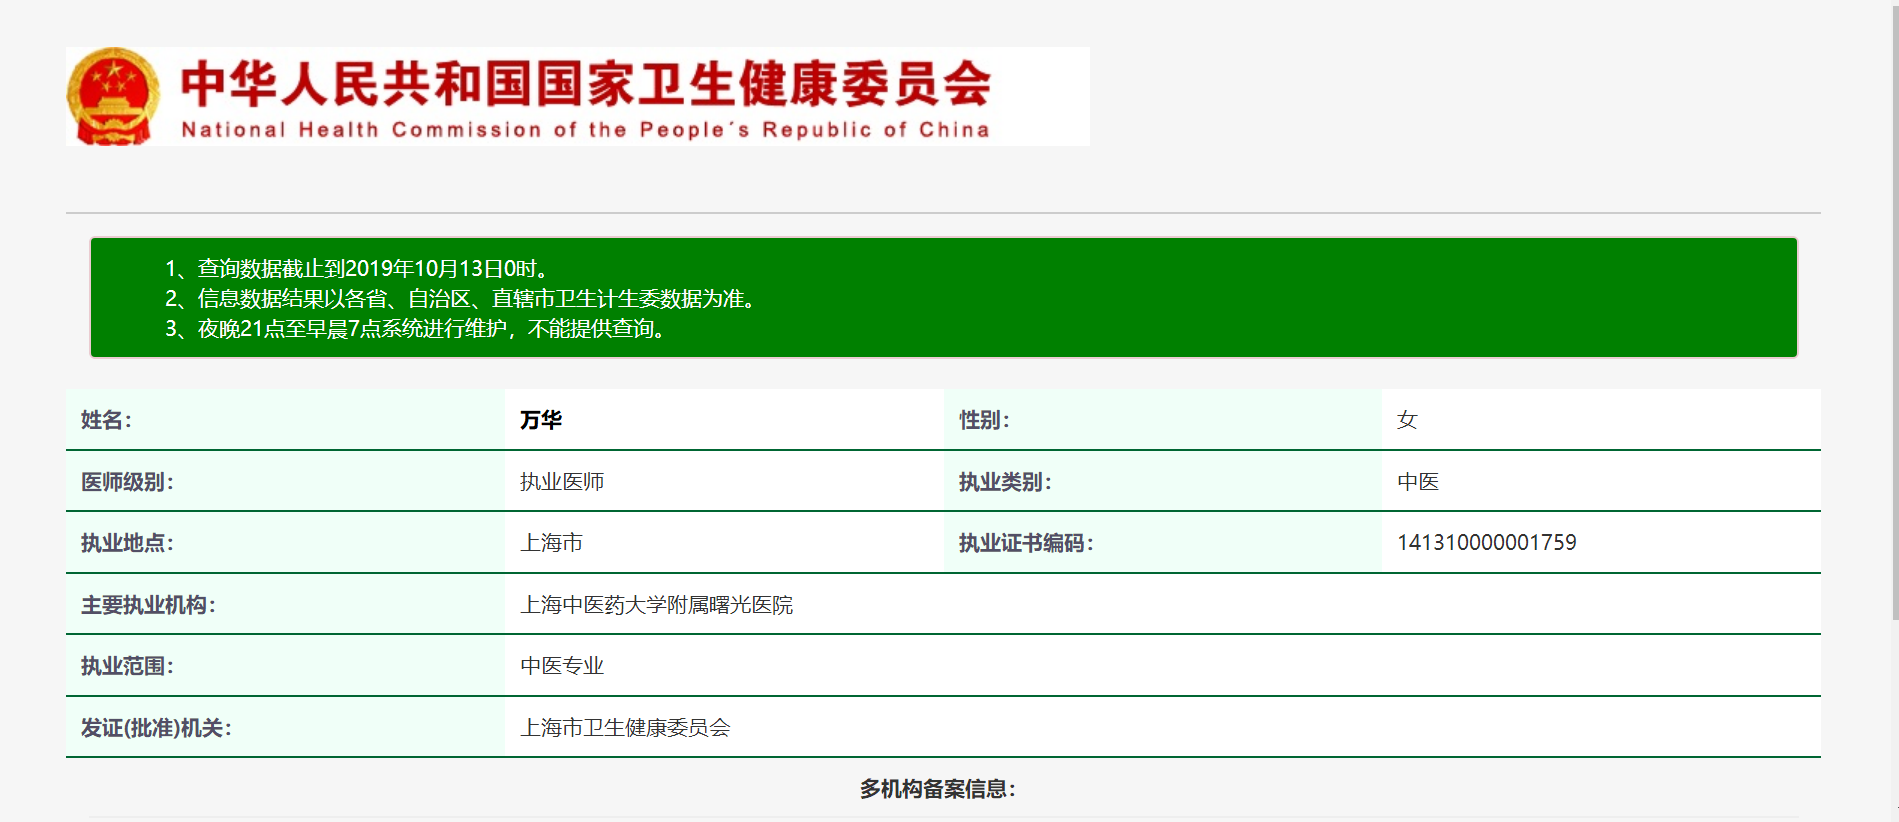 中华人民共和国国家卫生健康委员会
National Health Commission of the People´s Republic of China
1、查询数据截止到2019年10月13日0时。
2、信息数据结果以各省、自治区、直辖市卫生计生委数据为准。
3、夜晚21点至早晨7点系统进行维护，不能提供查询。
姓名： 万华 性别： 女
医师级别： 执业医师 执业类别： 中医
执业地点： 上海市 执业证书编码： 141310000001759
主要执业机构： 上海中医药大学附属曙光医院
执业范围： 中医专业
发证(批准)机关： 上海市卫生健康委员会
多机构备案信息：